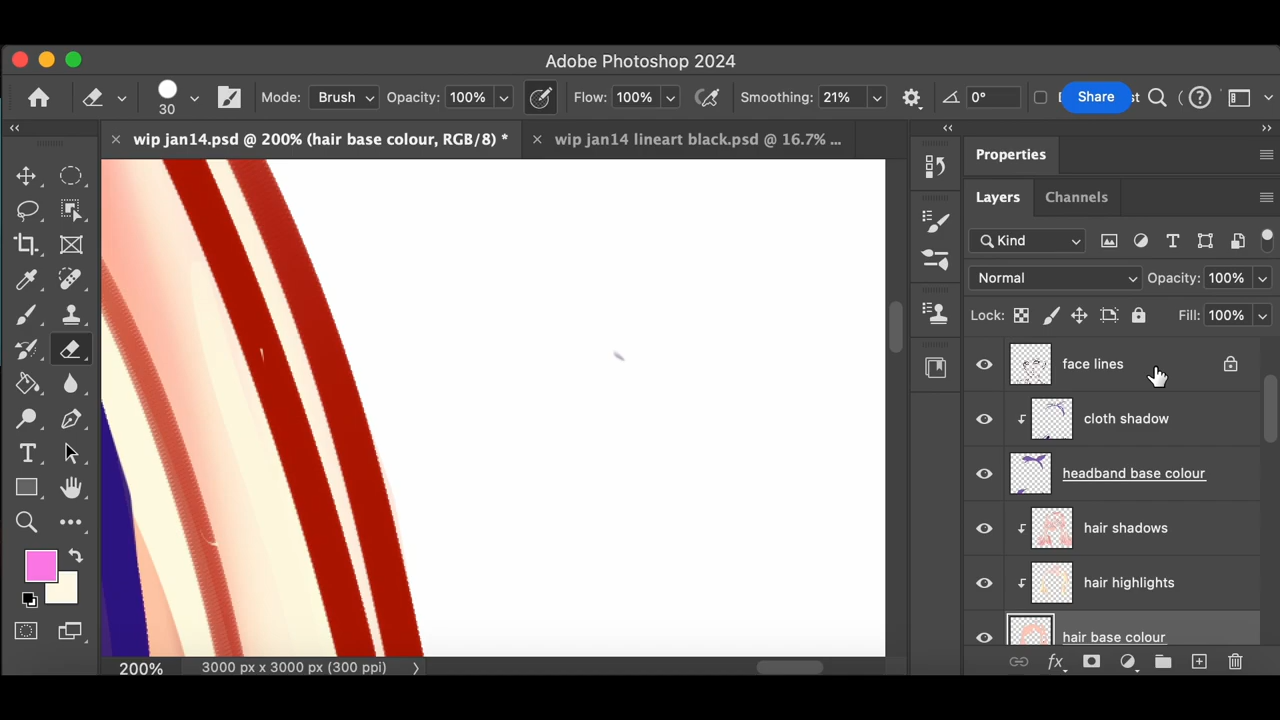 Adobe Photoshop 2024
30
Mode: Brush
Opacity: 100%
Flow: 100%
Smoothing: 21%
0°
Share
wip jan14.psd @ 200% (hair base colour, RGB/8) *
wip jan14 lineart black.psd @ 16.7% ...
Properties
Layers
Channels
Kind
Normal
Opacity: 100%
Lock:
Fill: 100%
face lines
cloth shadow
headband base colour
hair shadows
hair highlights
hair base colour
200%
3000 px x 3000 px (300 ppi)